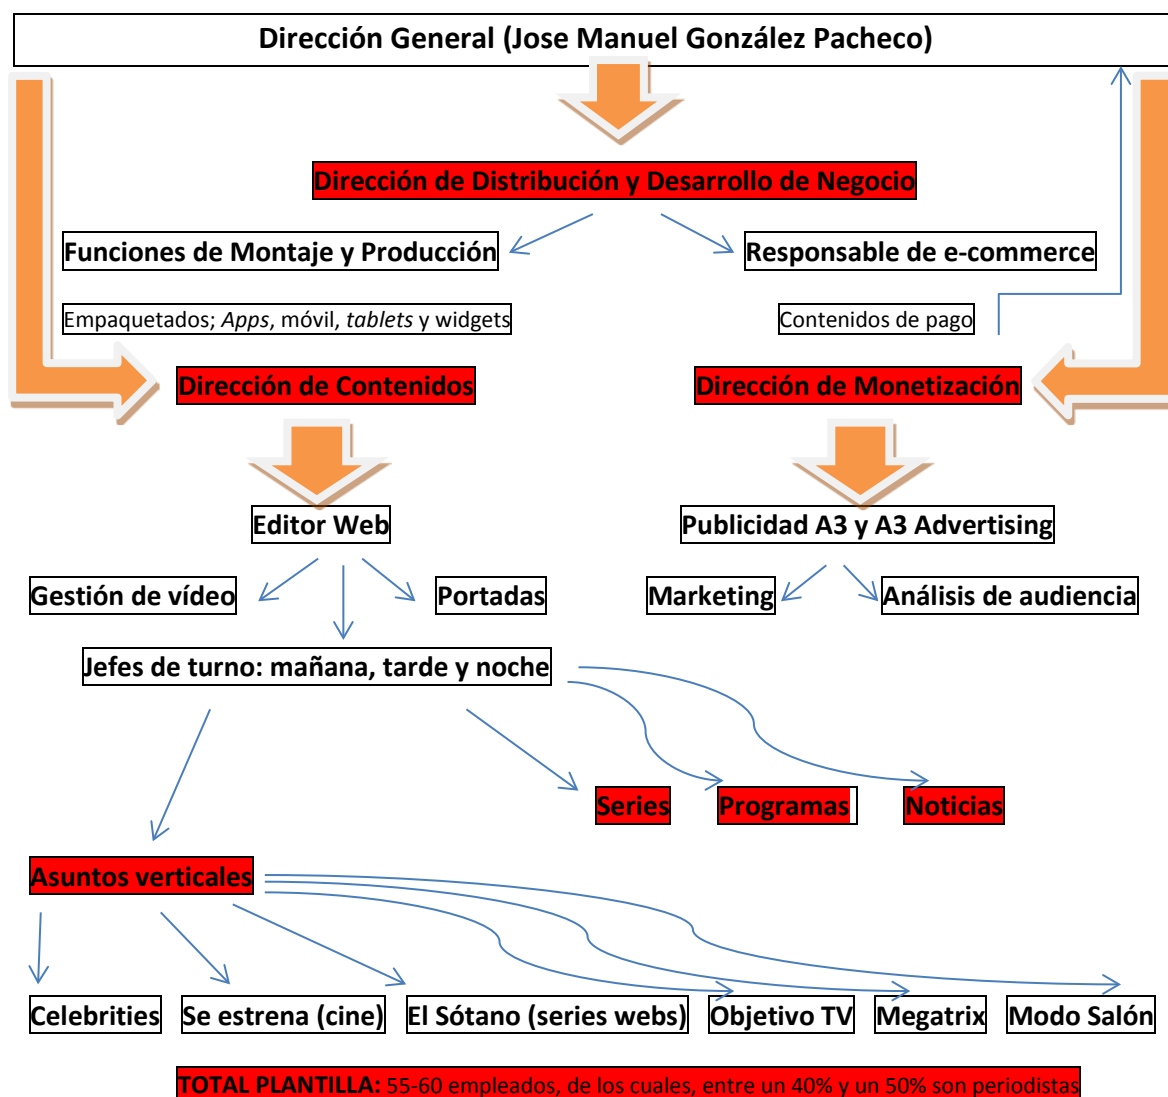 Dirección General (Jose Manuel González Pacheco)
Dirección de Distribución y Desarrollo de Negocio
Funciones de Montaje y Producción
Responsable de e-commerce
Empaquetados; Apps, móvil, tablets y widgets
Contenidos de pago
Dirección de Contenidos
Dirección de Monetización
Editor Web
Publicidad A3 y A3 Advertising
Gestión de vídeo
Portadas
Marketing
Análisis de audiencia
Jefes de turno: mañana, tarde y noche
Series
Programas
Noticias
Asuntos verticales
Celebrities
Se estrena (cine)
El Sótano (series webs)
Objetivo TV
Megatrix
Modo Salón
TOTAL PLANTILLA: 55-60 empleados, de los cuales, entre un 40% y un 50% son periodistas